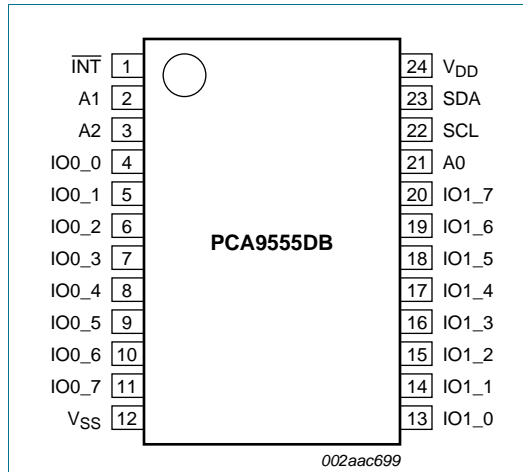 INT 1 24 VDD
A1 2 23 SDA
A2 3 22 SCL
IO0_0 4 21 A0
IO0_1 5 20 IO1_7
IO0_2 6 19 IO1_6
IO0_3 7 PCA9555DB 18 IO1_5
IO0_4 8 17 IO1_4
IO0_5 9 16 IO1_3
IO0_6 10 15 IO1_2
IO0_7 11 14 IO1_1
VSS 12 13 IO1_0
002aac699